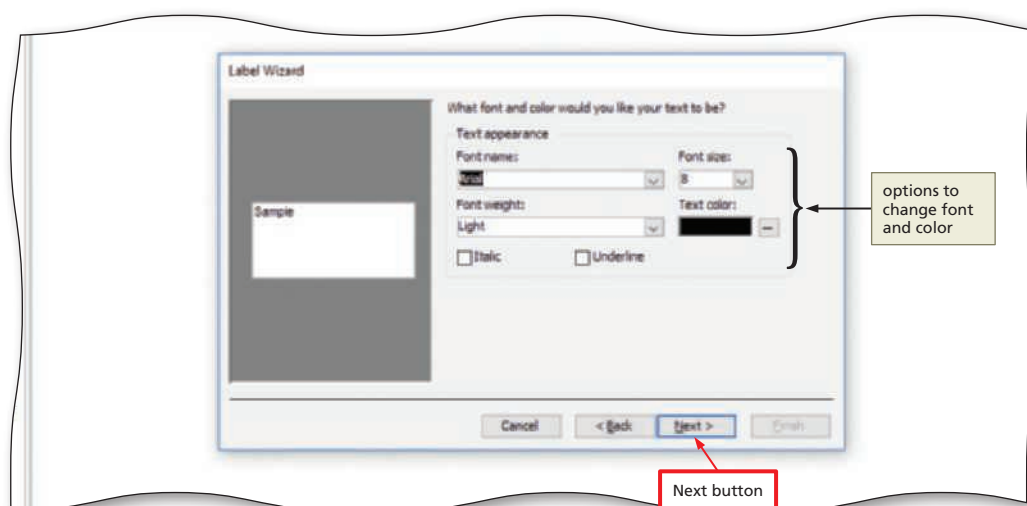 Label Wizard
What font and color would you like your text to be?
Text appearance
Font name:
Font size:
Arial
8
Sample
Font weight:
Text color:
Light
Italic
Underline
options to
change font
and color
Cancel
< Back
Next >
Finish
Next button